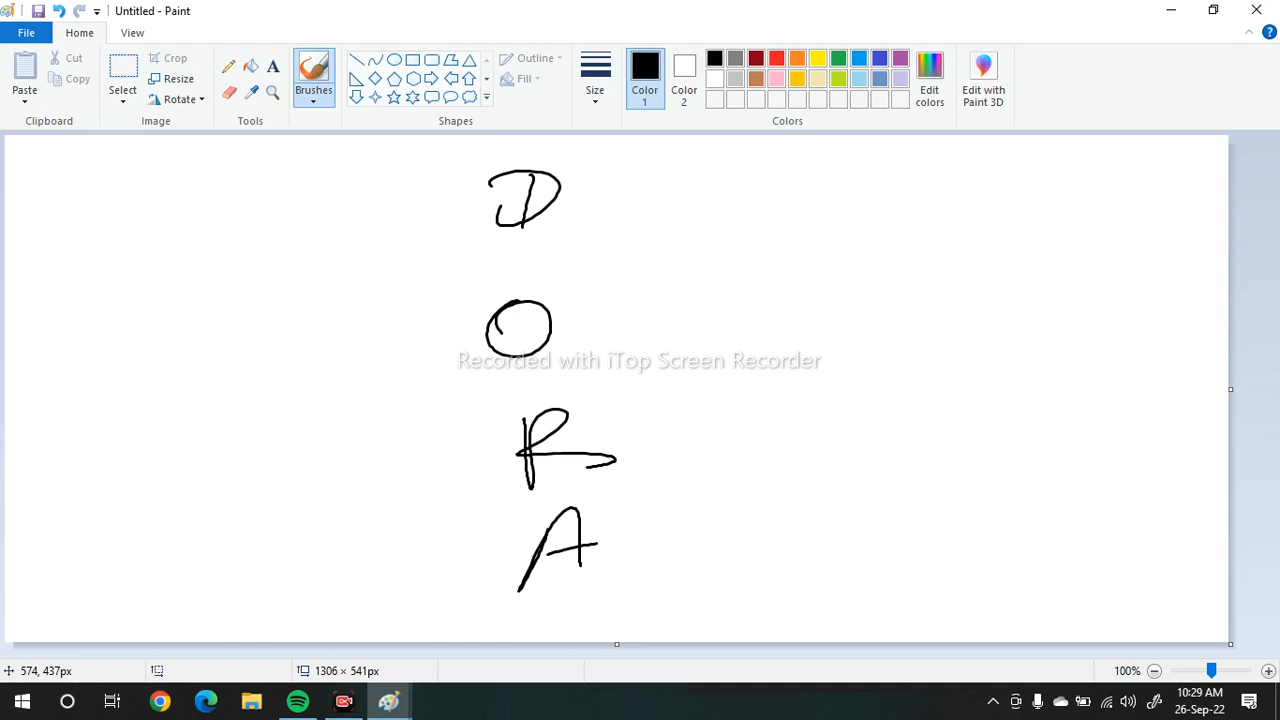 Untitled - Paint
File Home View
Paste
Cut
Copy
Clipboard
Select
Crop
Resize
Rotate
Image
A
Tools
Brushes
Outline
Fill
Shapes
Size
Color 1
Color 2
Edit colors
Colors
Edit with Paint 3D
D
O
Recorded with iTop Screen Recorder
R
A
574, 437px
1306 × 541px
100%
10:29 AM
26-Sep-22